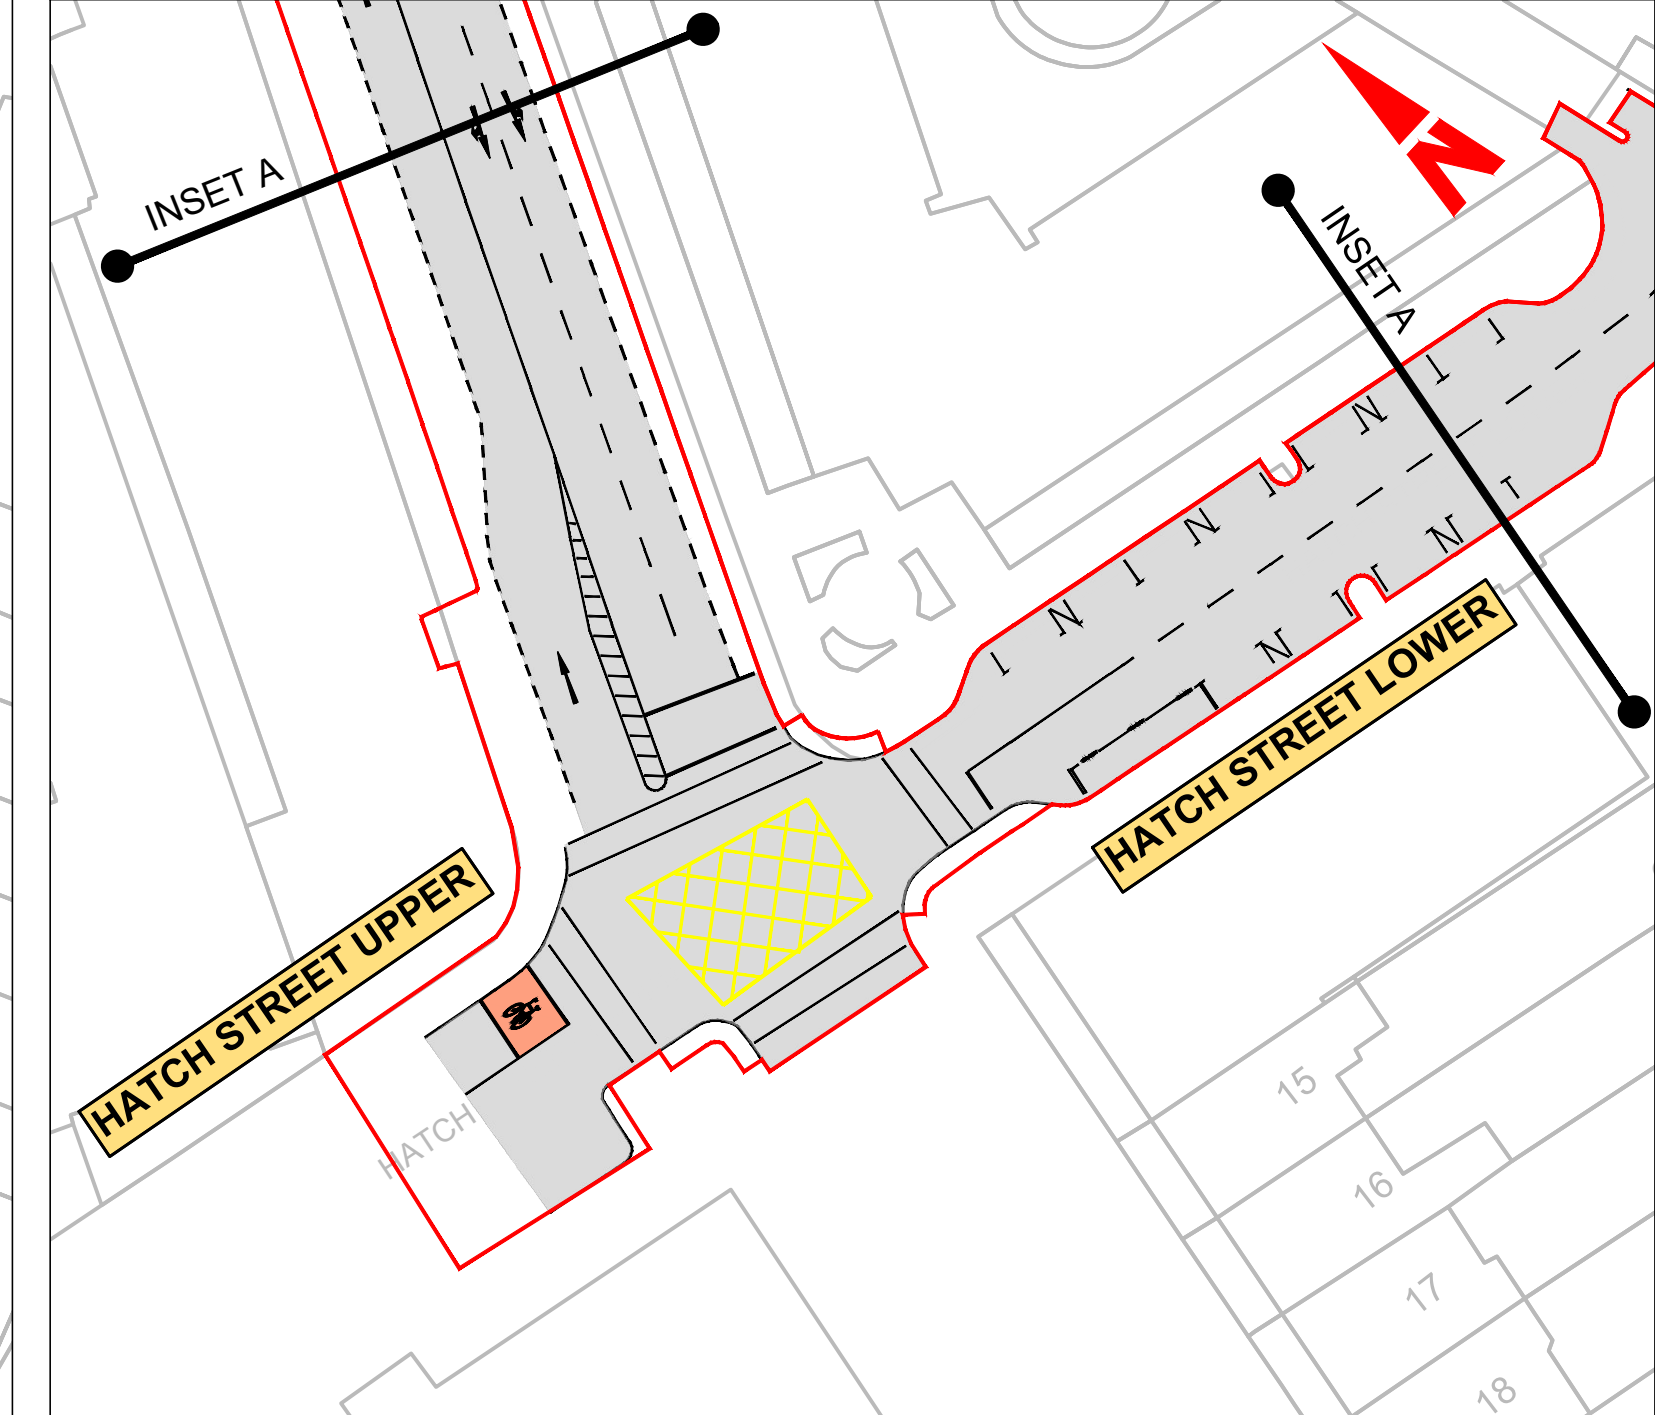 INSET A
N
INSET A
HATCH STREET LOWER
HATCH STREET UPPER
HATCH
15
16
17
18